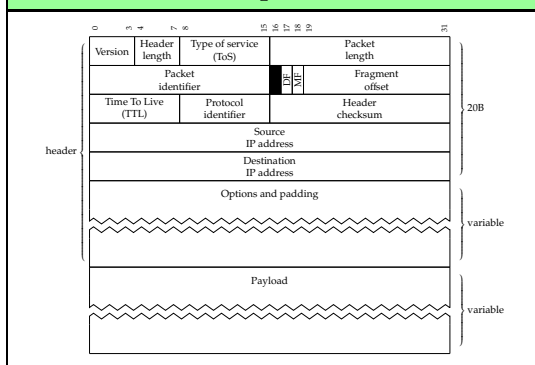 0 3 4 7 8 15 16 17 18 19 31
Version
Header
length
Type of service
(ToS)
Packet
length
Packet
identifier
DF
MF
Fragment
offset
Time To Live
(TTL)
Protocol
identifier
Header
checksum
Source
IP address
Destination
IP address
Options and padding
Payload
header
20B
variable
variable